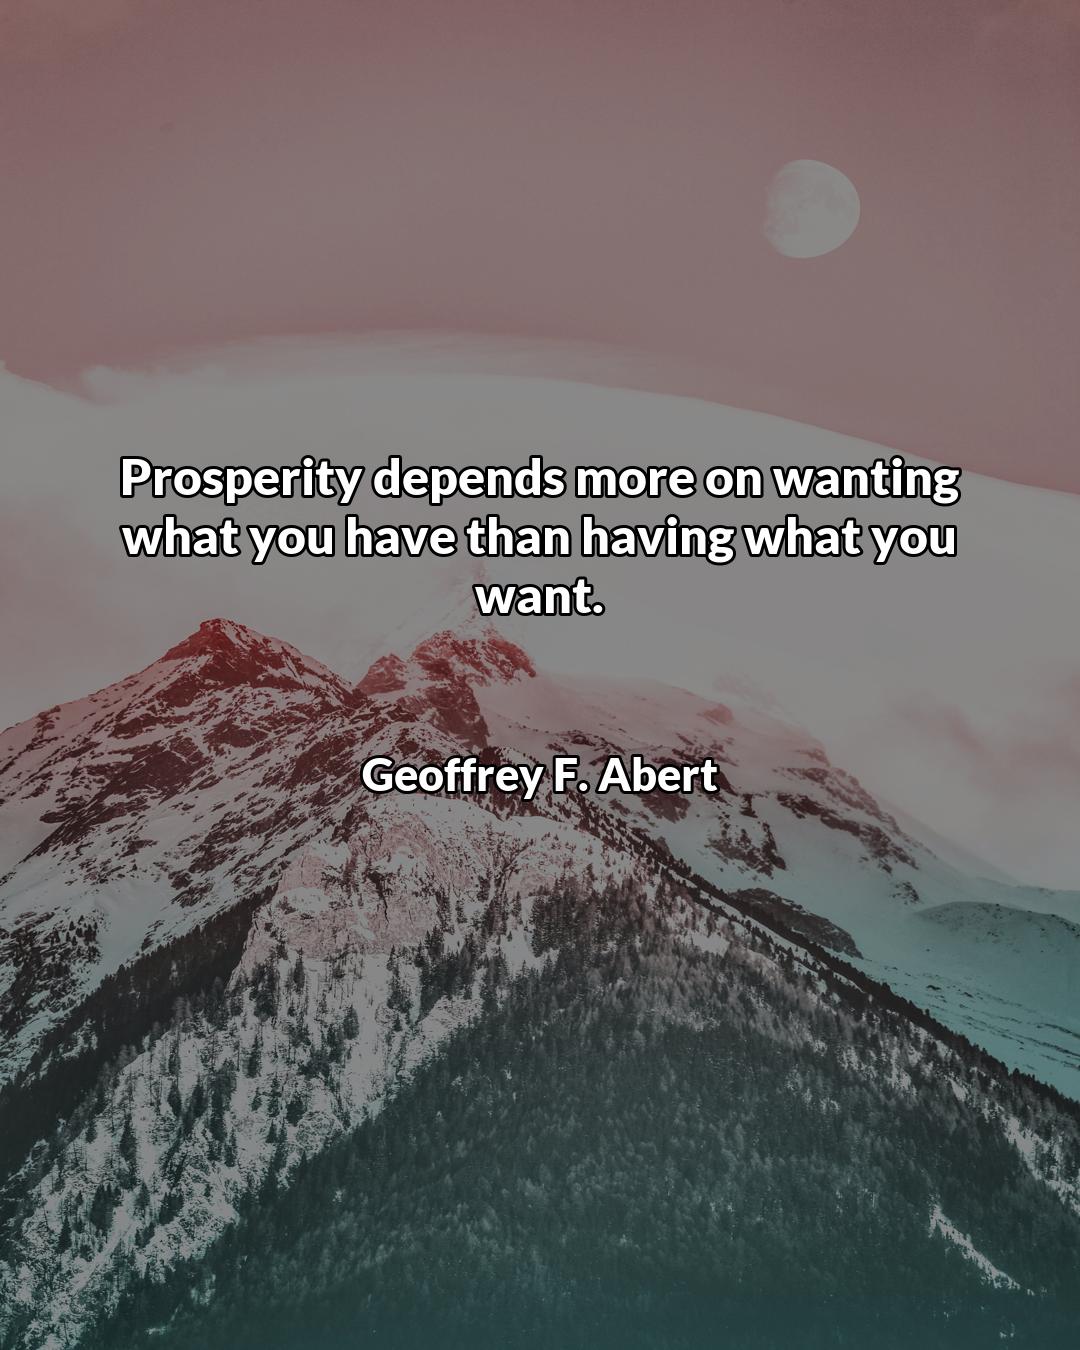 Prosperity depends more on wanting
what you have than having what you
want.
Geoffrey F. Abert